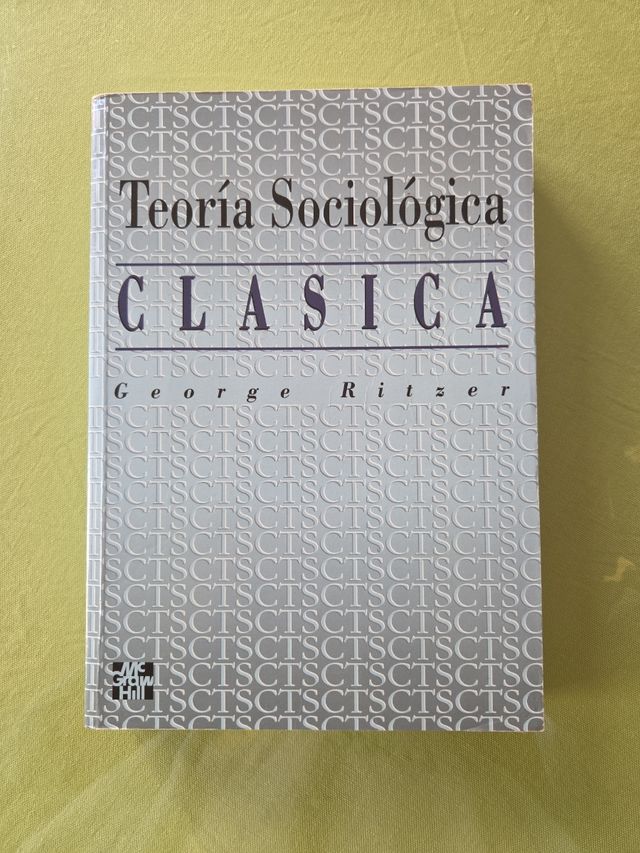 Teoría Sociológica
CLASICA
George Ritzer
Mc
Graw
Hill